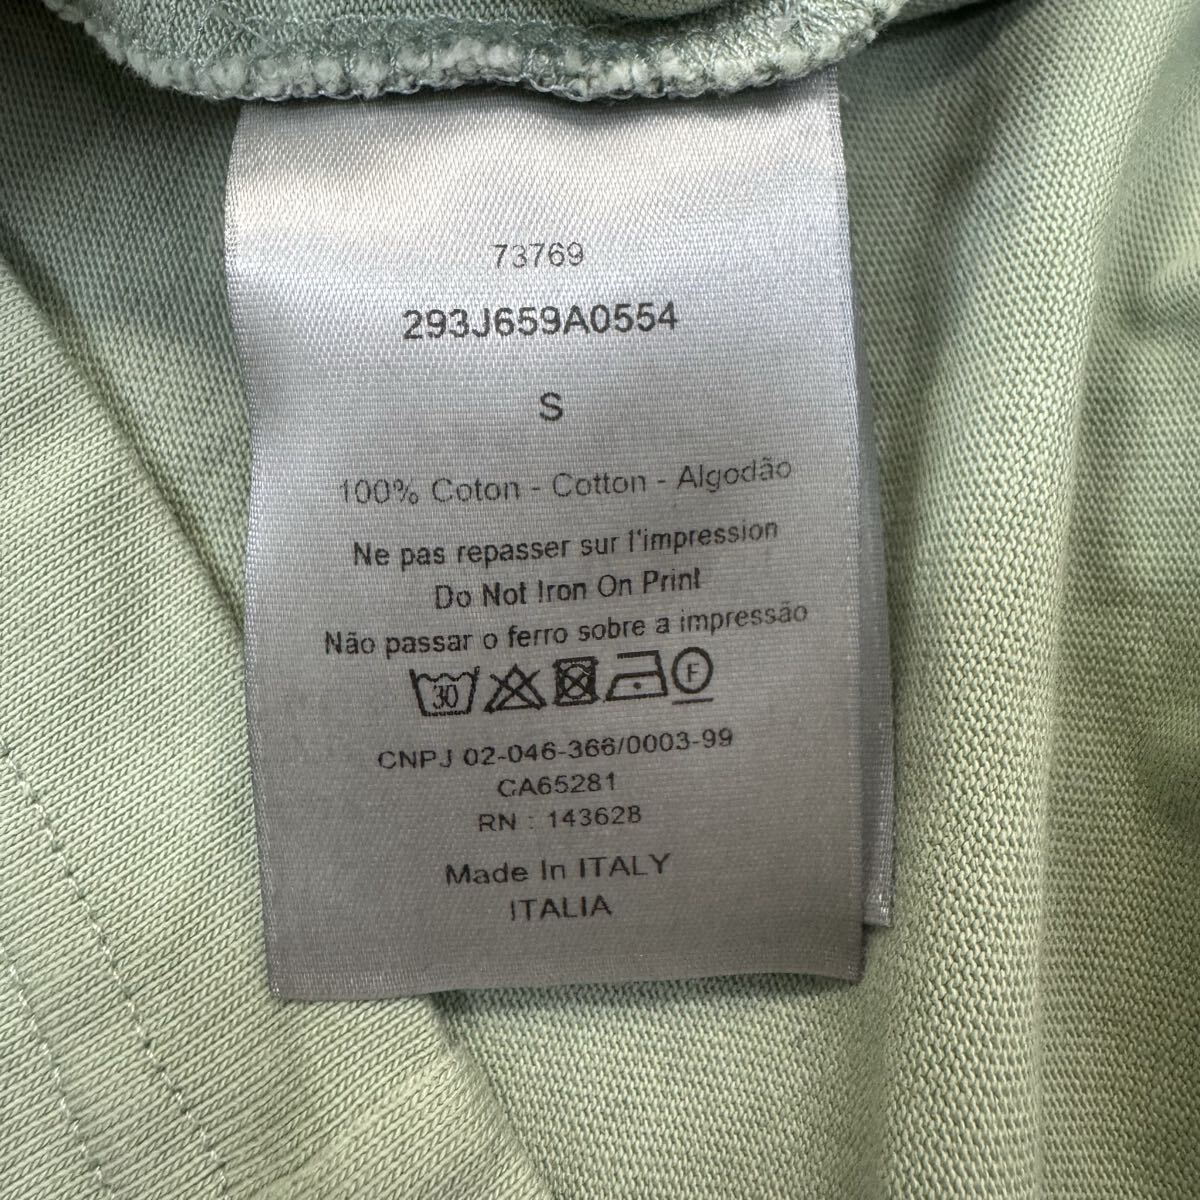 73769
293J659A0554
S
100% Coton - Cotton - Algodão
Ne pas repasser sur l'impression
Do Not Iron On Print
Não passar o ferro sobre a impressão
30 F
CNPJ 02-046-366/0003-99
CA65281
RN : 143628
Made In ITALY
ITALIA